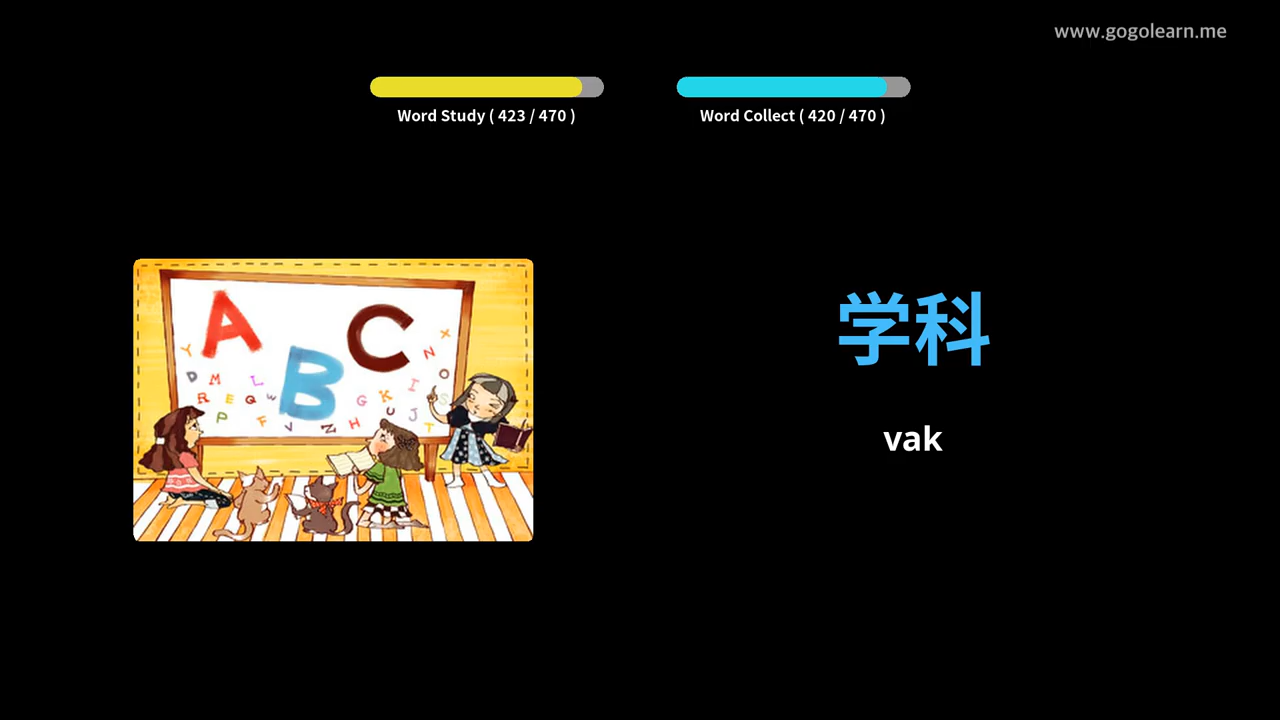 www.gogolearn.me
Word Study ( 423 / 470 )
Word Collect ( 420 / 470 )
学科
vak
A
B
C
Y
X
N
D
M
L
O
R
E
Q
W
G
K
I
S
P
F
V
Z
H
U
J
T